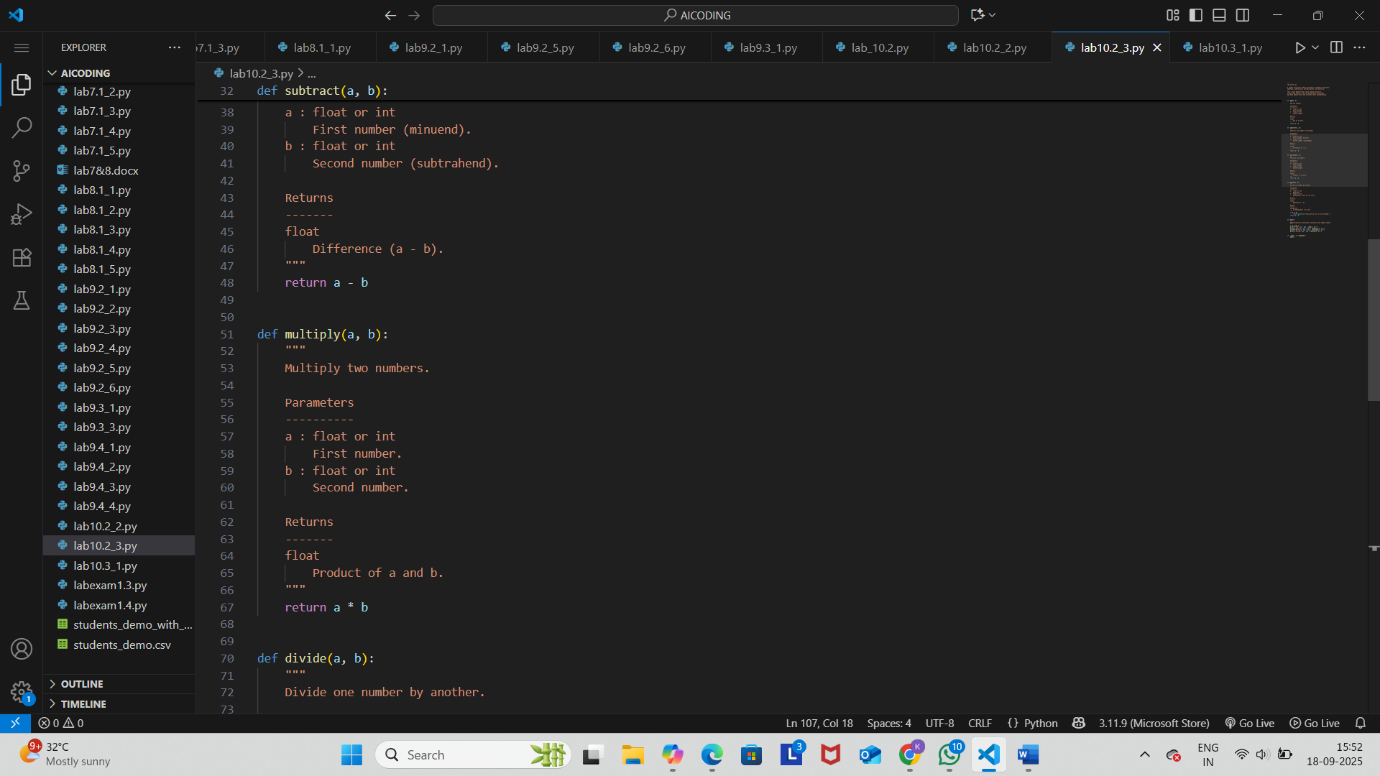 AICODING
EXPLORER
...
AICODING
lab7.1_2.py
lab7.1_3.py
lab7.1_4.py
lab7.1_5.py
lab7&8.docx
lab8.1_1.py
lab8.1_2.py
lab8.1_3.py
lab8.1_4.py
lab8.1_5.py
lab9.2_1.py
lab9.2_2.py
lab9.2_3.py
lab9.2_4.py
lab9.2_5.py
lab9.2_6.py
lab9.3_1.py
lab9.3_3.py
lab9.4_1.py
lab9.4_2.py
lab9.4_3.py
lab9.4_4.py
lab10.2_2.py
lab10.2_3.py
lab10.3_1.py
labexam1.3.py
labexam1.4.py
students_demo_with_...
students_demo.csv
OUTLINE
TIMELINE
1
7.1_3.py lab8.1_1.py lab9.2_1.py lab9.2_5.py lab9.2_6.py lab9.3_1.py lab_10.2.py lab10.2_2.py lab10.2_3.py lab10.3_1.py
lab10.2_3.py > ...
32 def subtract(a, b):
38 a : float or int
39 First number (minuend).
40 b : float or int
41 Second number (subtrahend).
42
43 Returns
44 -------
45 float
46 Difference (a - b).
47 """
48 return a - b
49
50
51 def multiply(a, b):
52 """
53 Multiply two numbers.
54
55 Parameters
56 ----------
57 a : float or int
58 First number.
59 b : float or int
60 Second number.
61
62 Returns
63 -------
64 float
65 Product of a and b.
66 """
67 return a * b
68
69
70 def divide(a, b):
71 """
72 Divide one number by another.
73
0 0 Ln 107, Col 18 Spaces: 4 UTF-8 CRLF {} Python 3.11.9 (Microsoft Store) Go Live Go Live
9+ 32°C
Mostly sunny
Search
L 3
K
10
W
ENG
IN
15:52
18-09-2025